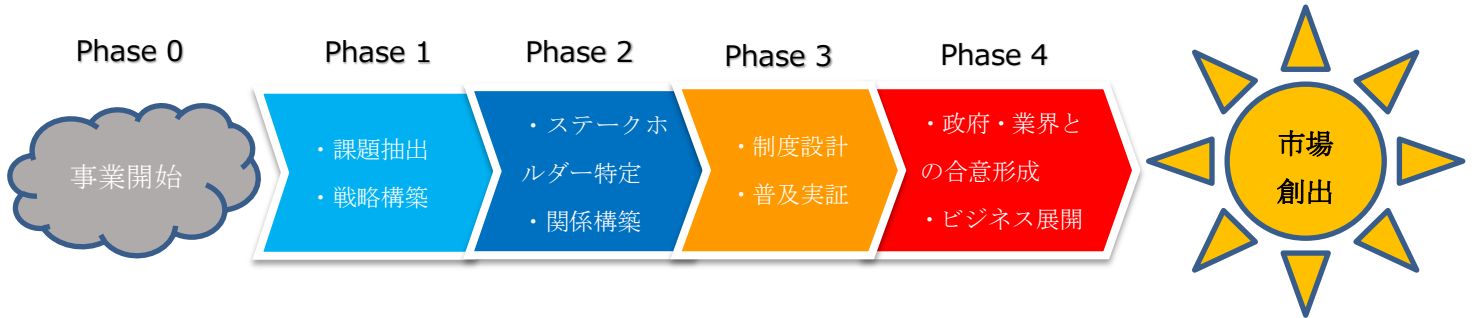 Phase 0
Phase 1
Phase 2
Phase 3
Phase 4
事業開始
・課題抽出
・戦略構築
・ステークホ
ルダー特定
・関係構築
・制度設計
・普及実証
・政府・業界と
の合意形成
・ビジネス展開
市場
創出